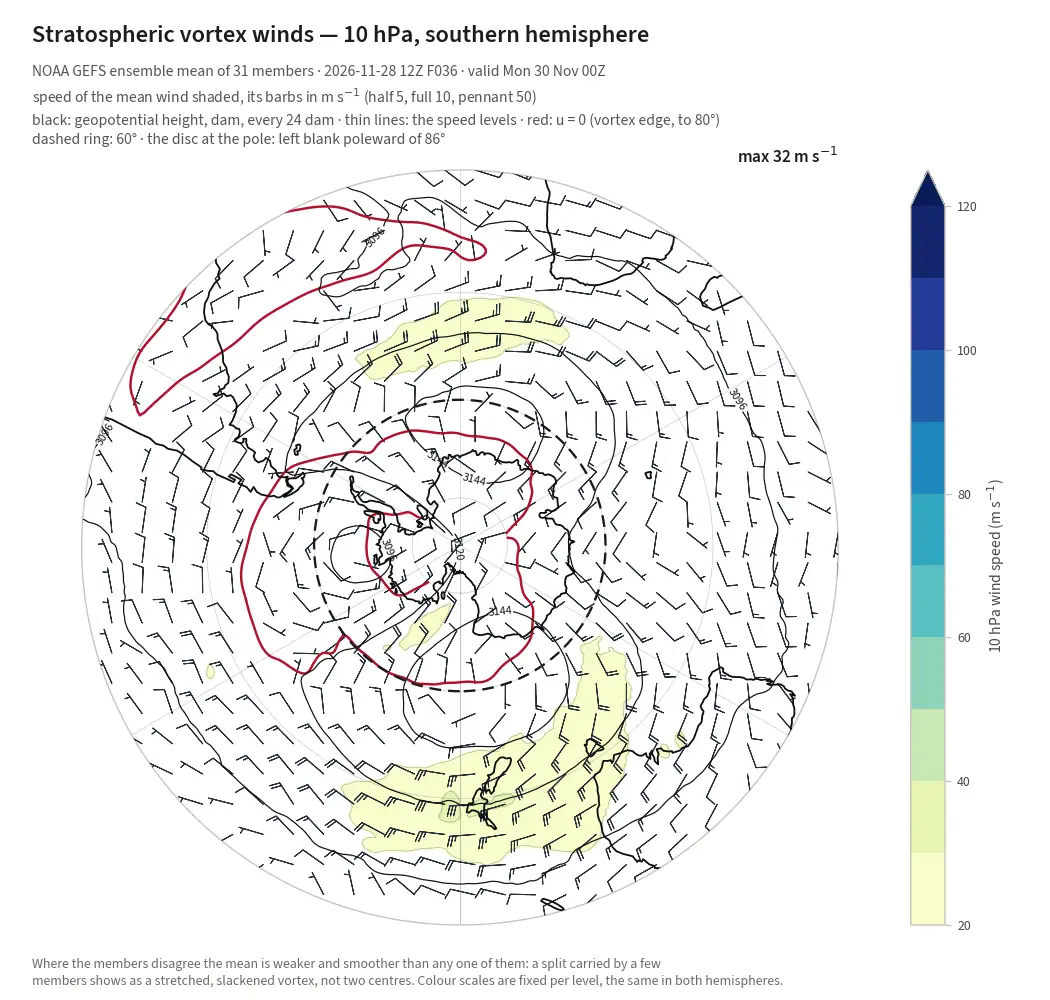 Stratospheric vortex winds — 10 hPa, southern hemisphere
NOAA GEFS ensemble mean of 31 members · 2026-11-28 12Z F036 · valid Mon 30 Nov 00Z
speed of the mean wind shaded, its barbs in m s⁻¹ (half 5, full 10, pennant 50)
black: geopotential height, dam, every 24 dam · thin lines: the speed levels · red: u = 0 (vortex edge, to 80°)
dashed ring: 60° · the disc at the pole: left blank poleward of 86°
max 32 m s⁻¹
120
100
80
60
40
20
10 hPa wind speed (m s⁻¹)
3096
3096
3096
3144
3144
Where the members disagree the mean is weaker and smoother than any one of them: a split carried by a few
members shows as a stretched, slackened vortex, not two centres. Colour scales are fixed per level, the same in both hemispheres.